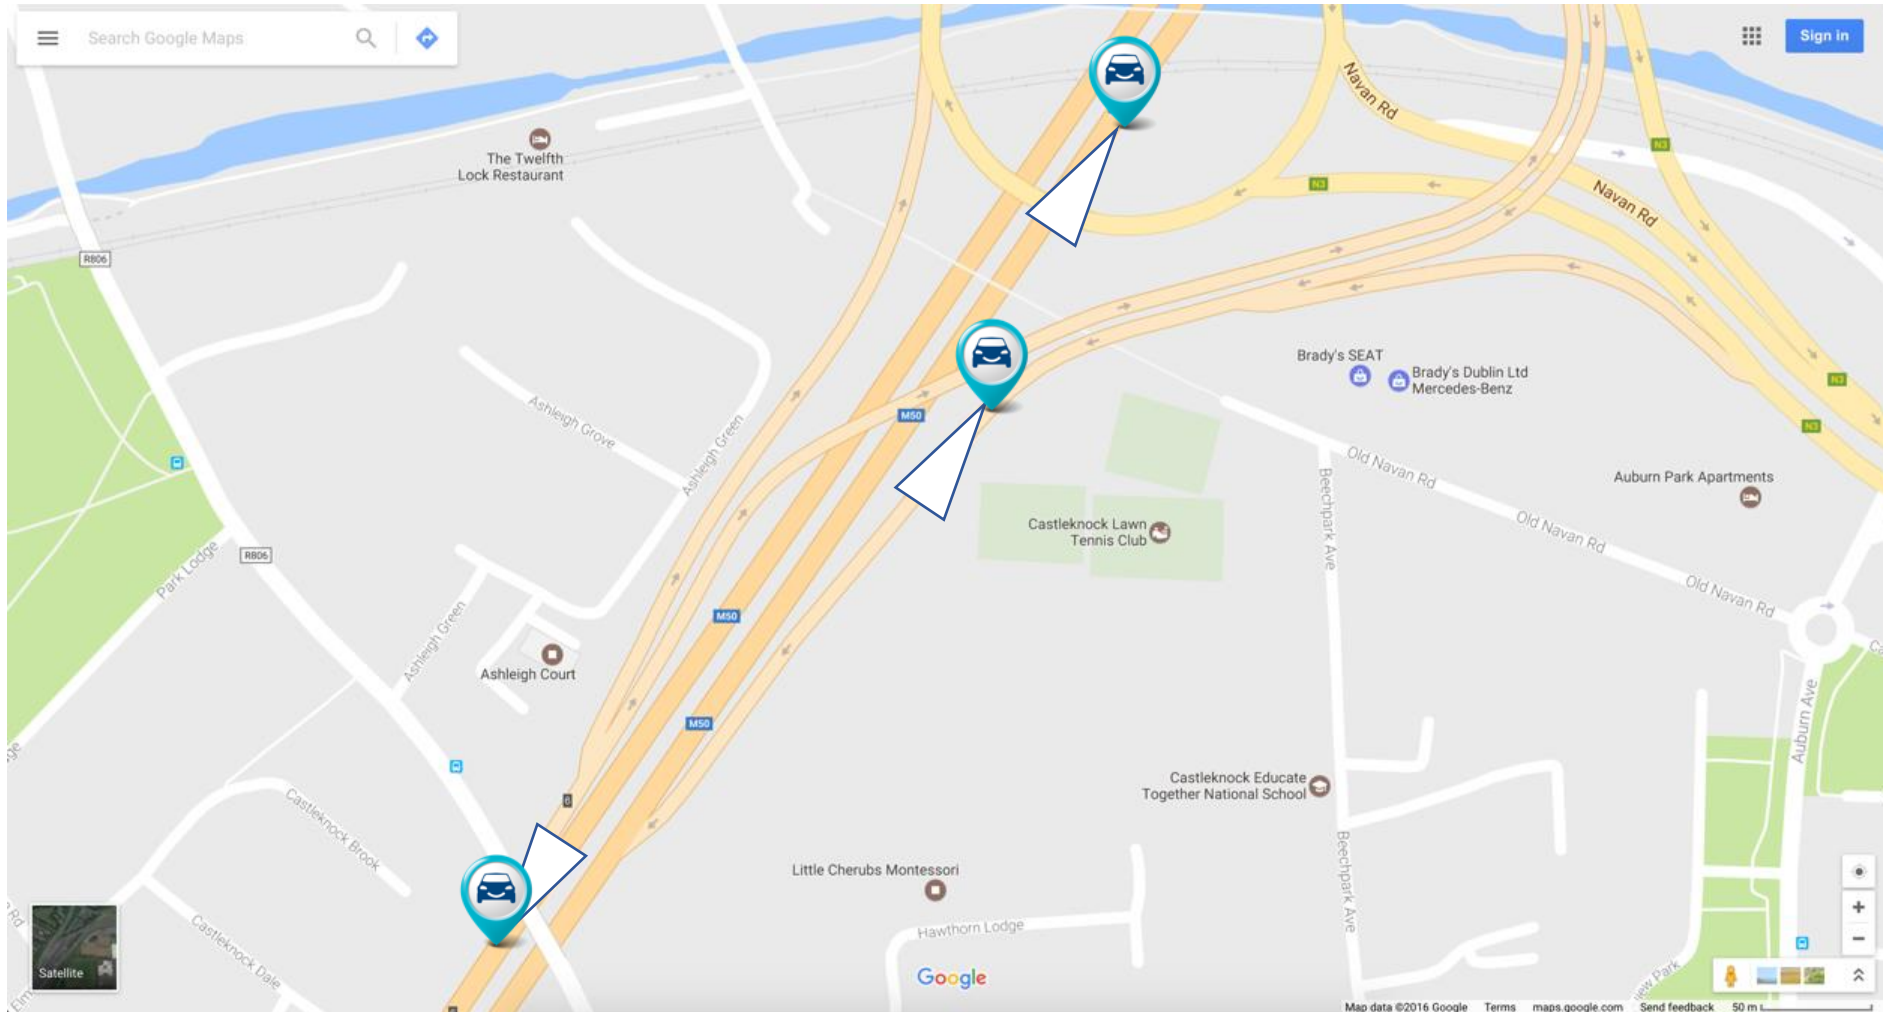 Search Google Maps
Sign in
Navan Rd
N3
The Twelfth
Lock Restaurant
N3
Navan Rd
R806
Brady's SEAT
Brady's Dublin Ltd
Mercedes-Benz
N3
Ashleigh Grove
Ashleigh Green
M50
N3
Old Navan Rd
Beechpark Ave
Auburn Park Apartments
Castleknock Lawn
Tennis Club
Old Navan Rd
R806
Park Lodge
Old Navan Rd
Ashleigh Green
M50
Ashleigh Court
M50
Auburn Ave
Castleknock Educate
Together National School
6
Castleknock Brook
Little Cherubs Montessori
Beechpark Ave
Hawthorn Lodge
Castleknock Dale
Satellite
Google
Map data ©2016 Google
Terms
maps.google.com
Send feedback
50 m